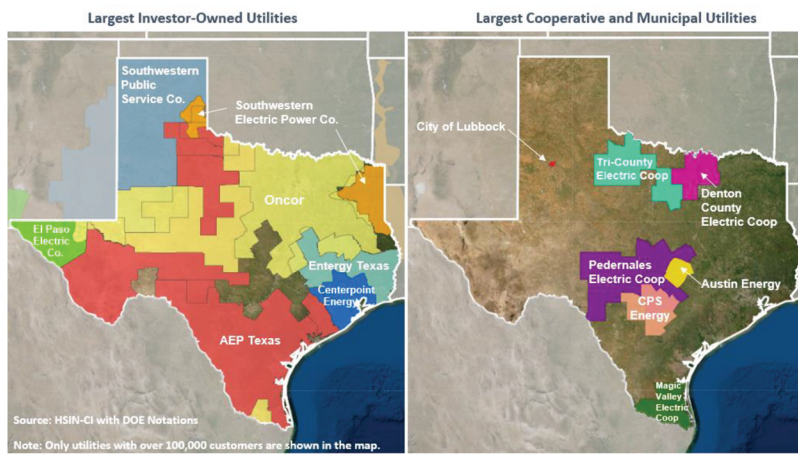 Largest Investor-Owned Utilities
Southwestern
Public
Service Co.
Southwestern
Electric Power Co.
Oncor
El Paso
Electric
Co.
Entergy Texas
Centerpoint
Energy
AEP Texas
Source: HSIN-CI with DOE Notations
Note: Only utilities with over 100,000 customers are shown in the map.
Largest Cooperative and Municipal Utilities
City of Lubbock
Tri-County
Electric Coop
Denton
County
Electric Coop
Pedernales
Electric Coop
Austin Energy
CPS
Energy
Magic
Valley
Electric
Coop